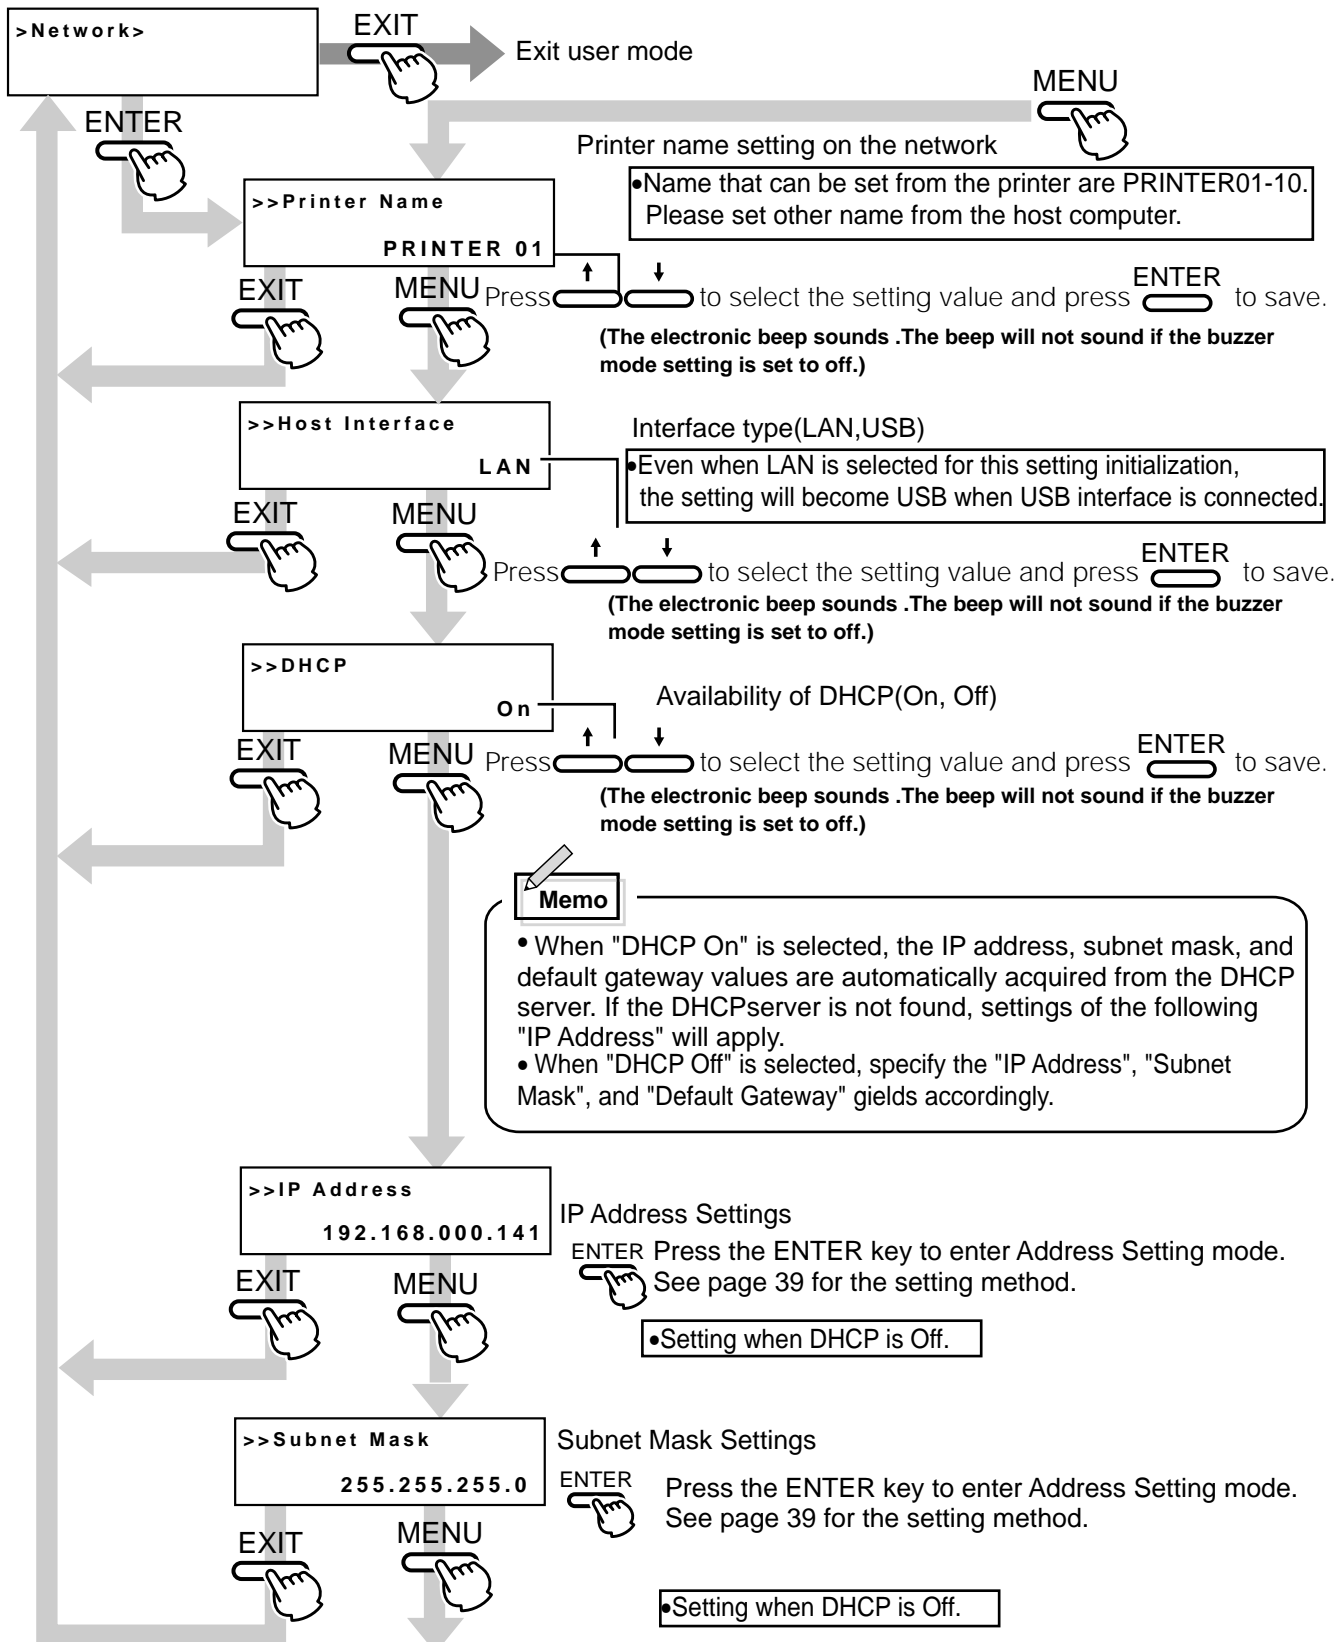 >Network>
EXIT
Exit user mode
MENU
ENTER
Printer name setting on the network
•Name that can be set from the printer are PRINTER01-10.
Please set other name from the host computer.
>>Printer Name
PRINTER 01
EXIT
MENU
Press ↑ ↓ to select the setting value and press ENTER to save.
(The electronic beep sounds .The beep will not sound if the buzzer
mode setting is set to off.)
>>Host Interface
LAN
Interface type(LAN,USB)
•Even when LAN is selected for this setting initialization,
the setting will become USB when USB interface is connected.
EXIT
MENU
Press ↑ ↓ to select the setting value and press ENTER to save.
(The electronic beep sounds .The beep will not sound if the buzzer
mode setting is set to off.)
>>DHCP
On
Availability of DHCP(On, Off)
EXIT
MENU
Press ↑ ↓ to select the setting value and press ENTER to save.
(The electronic beep sounds .The beep will not sound if the buzzer
mode setting is set to off.)
Memo
• When "DHCP On" is selected, the IP address, subnet mask, and
default gateway values are automatically acquired from the DHCP
server. If the DHCPserver is not found, settings of the following
"IP Address" will apply.
• When "DHCP Off" is selected, specify the "IP Address", "Subnet
Mask", and "Default Gateway" gields accordingly.
>>IP Address
192.168.000.141
IP Address Settings
ENTER Press the ENTER key to enter Address Setting mode.
See page 39 for the setting method.
EXIT
MENU
•Setting when DHCP is Off.
>>Subnet Mask
255.255.255.0
Subnet Mask Settings
ENTER Press the ENTER key to enter Address Setting mode.
See page 39 for the setting method.
EXIT
MENU
•Setting when DHCP is Off.